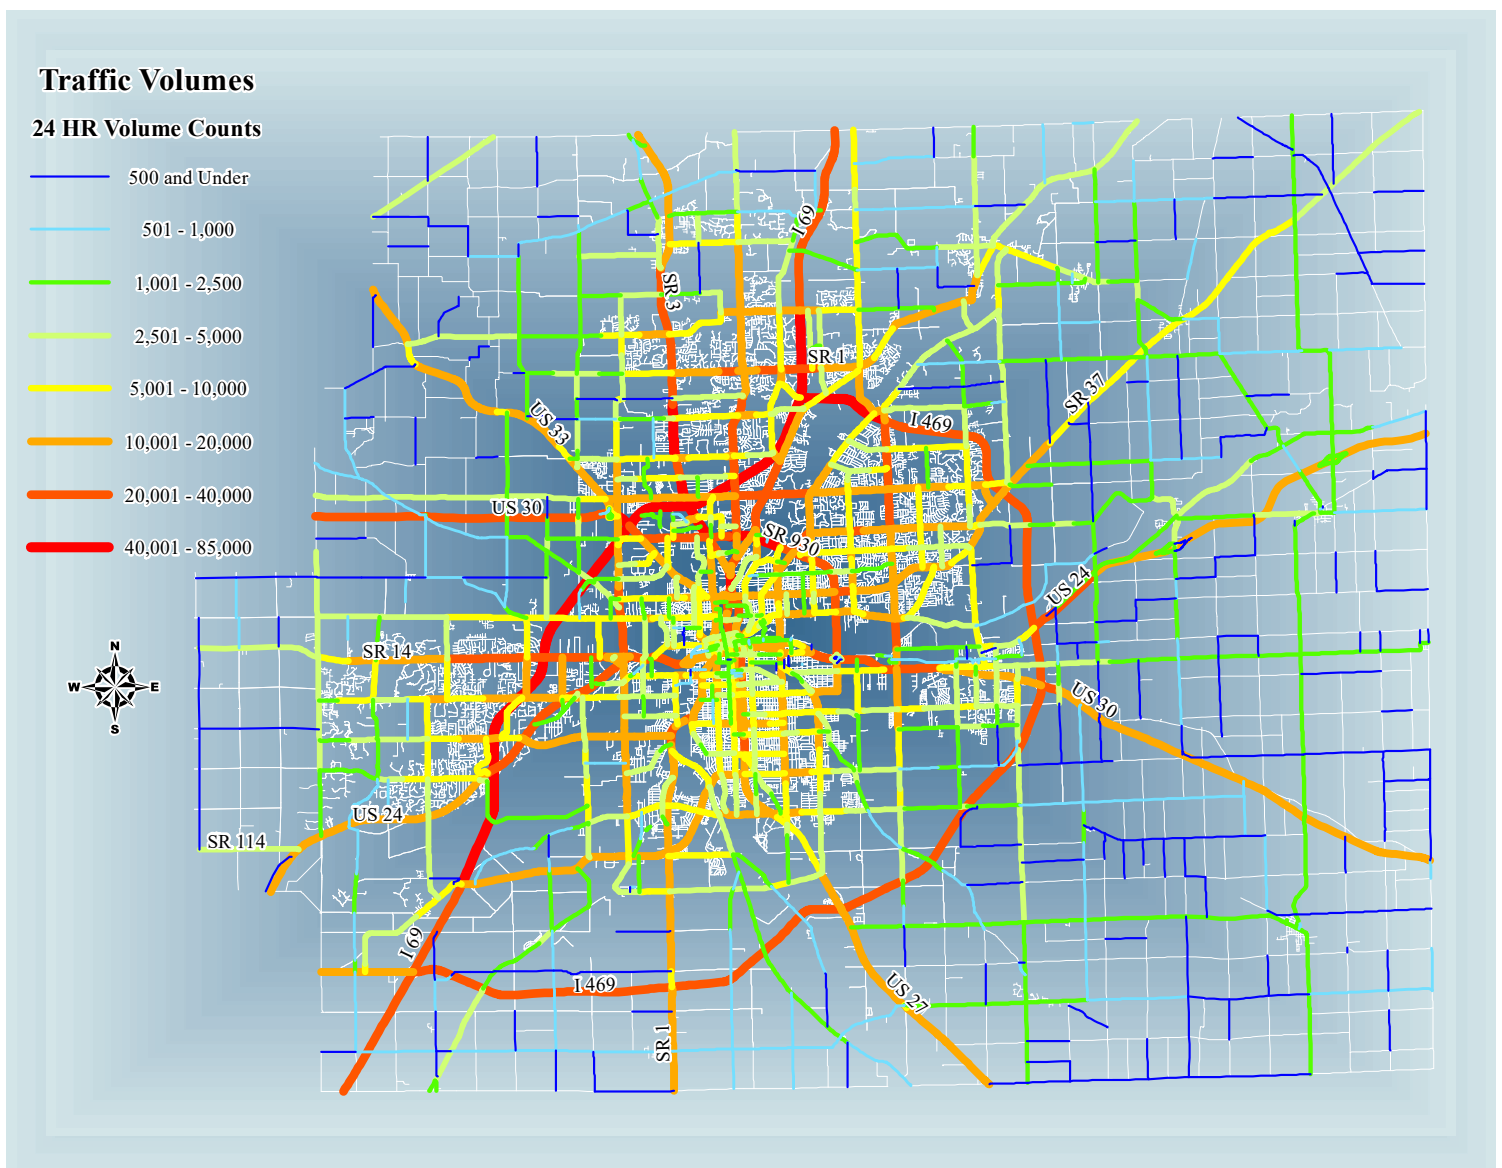 Traffic Volumes
24 HR Volume Counts
500 and Under
501 - 1,000
1,001 - 2,500
2,501 - 5,000
5,001 - 10,000
10,001 - 20,000
20,001 - 40,000
40,001 - 85,000
I 69
SR 3
SR 1
SR 37
US 33
I 469
US 30
SR 930
US 24
N
W E
S
SR 14
US 30
US 24
SR 114
I 69
I 469
US 27
SR 1